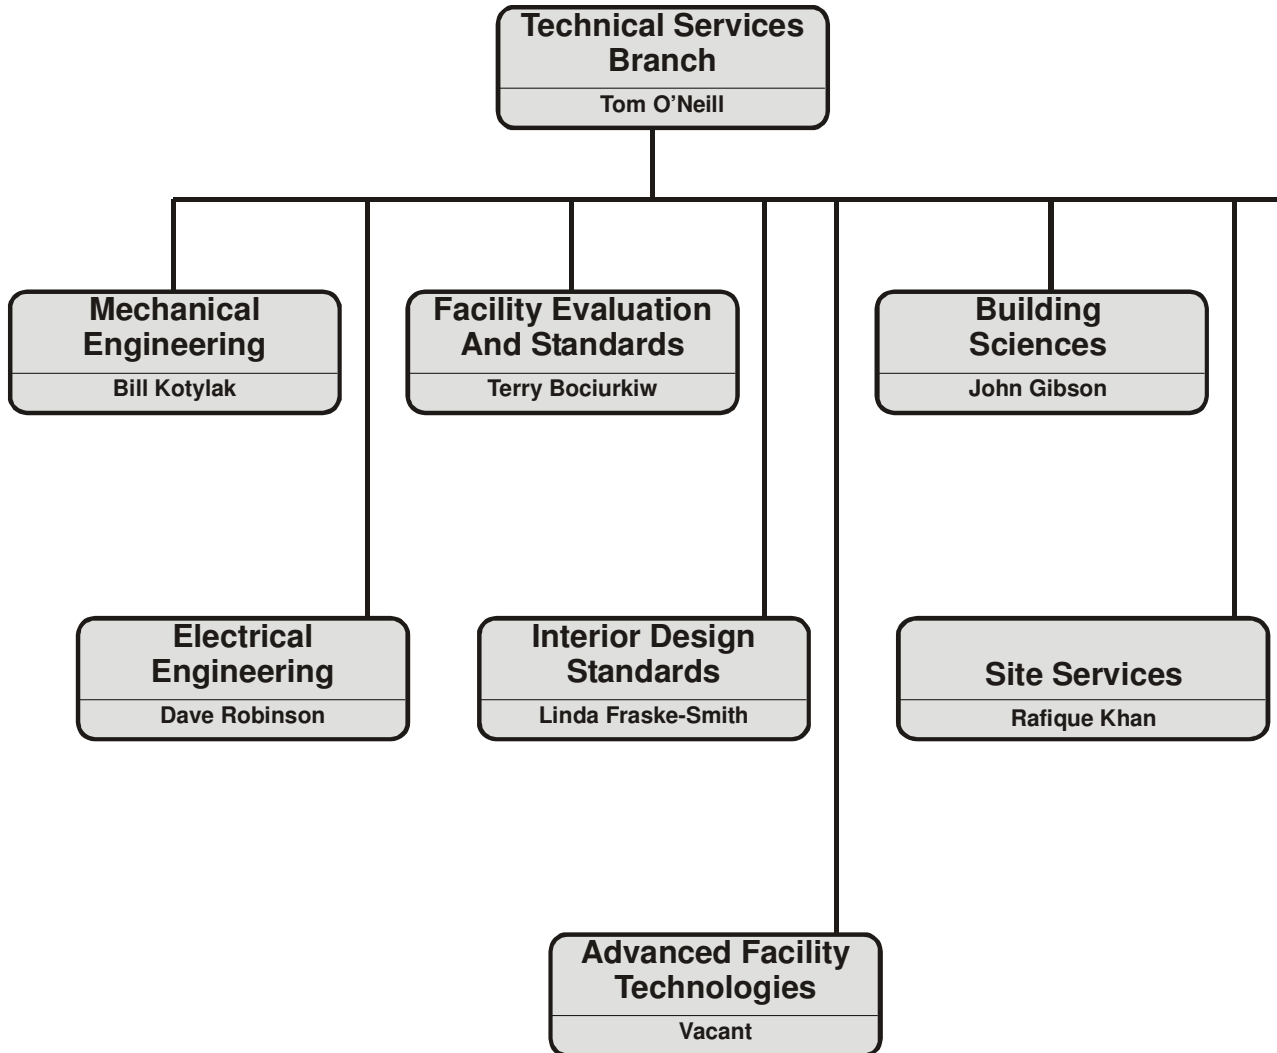 Technical Services
Branch
Tom O’Neill
Mechanical
Engineering
Bill Kotylak
Facility Evaluation
And Standards
Terry Bociurkiw
Building
Sciences
John Gibson
Electrical
Engineering
Dave Robinson
Interior Design
Standards
Linda Fraske-Smith
Site Services
Rafique Khan
Advanced Facility
Technologies
Vacant